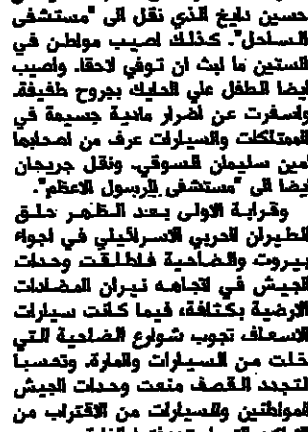 حسين دايخ الذي نقل الى "مستشفى
الساحل". كذلك اصيب مواطن في
الستين ما لبث ان توفي لاحقا. واصيب
ايضا الطفل علي الحايك بجروح طفيفة.
واسفرت عن اضرار مادية جسيمة في
الممتلكات والسيارات عرف من اصحابها
مين سليمان السوقي. ونقل جريحان
ايضا الى "مستشفى الرسول الاعظم".
وقرابة الاولى بعد الظهر حلق
الطيران الحربي الاسرائيلي في اجواء
بيروت والضاحية فاطلقت وحدات
الجيش في اتجاهه نيران المضادات
الارضية بكثافة، فيما كانت سيارات
الاسعاف تجوب شوارع الضاحية التي
خلت من السيارات والمارة. وتحسبا
لتجدد القصف منعت وحدات الجيش
المواطنين والسيارات من الاقتراب من